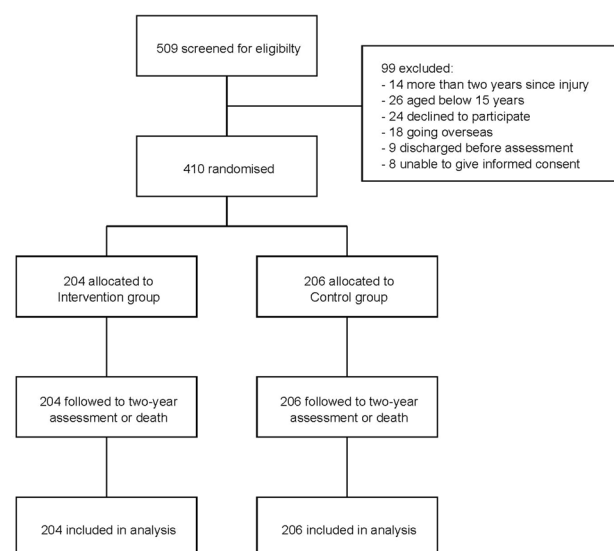 509 screened for eligibilty
99 excluded:
- 14 more than two years since injury
- 26 aged below 15 years
- 24 declined to participate
- 18 going overseas
- 9 discharged before assessment
- 8 unable to give informed consent
410 randomised
204 allocated to
Intervention group
206 allocated to
Control group
204 followed to two-year
assessment or death
206 followed to two-year
assessment or death
204 included in analysis
206 included in analysis